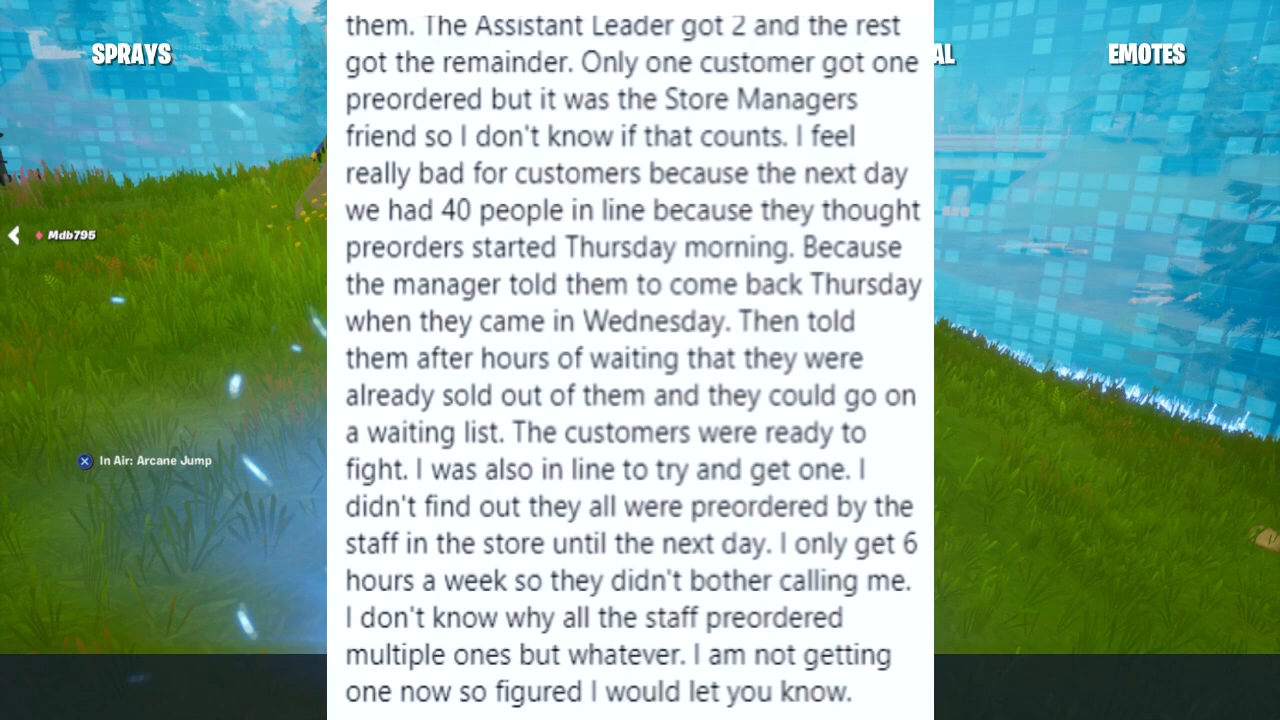 SPRAYS
AL
EMOTES
Mdb795
In Air: Arcane Jump
them. The Assistant Leader got 2 and the rest
got the remainder. Only one customer got one
preordered but it was the Store Managers
friend so I don't know if that counts. I feel
really bad for customers because the next day
we had 40 people in line because they thought
preorders started Thursday morning. Because
the manager told them to come back Thursday
when they came in Wednesday. Then told
them after hours of waiting that they were
already sold out of them and they could go on
a waiting list. The customers were ready to
fight. I was also in line to try and get one. I
didn't find out they all were preordered by the
staff in the store until the next day. I only get 6
hours a week so they didn't bother calling me.
I don't know why all the staff preordered
multiple ones but whatever. I am not getting
one now so figured I would let you know.